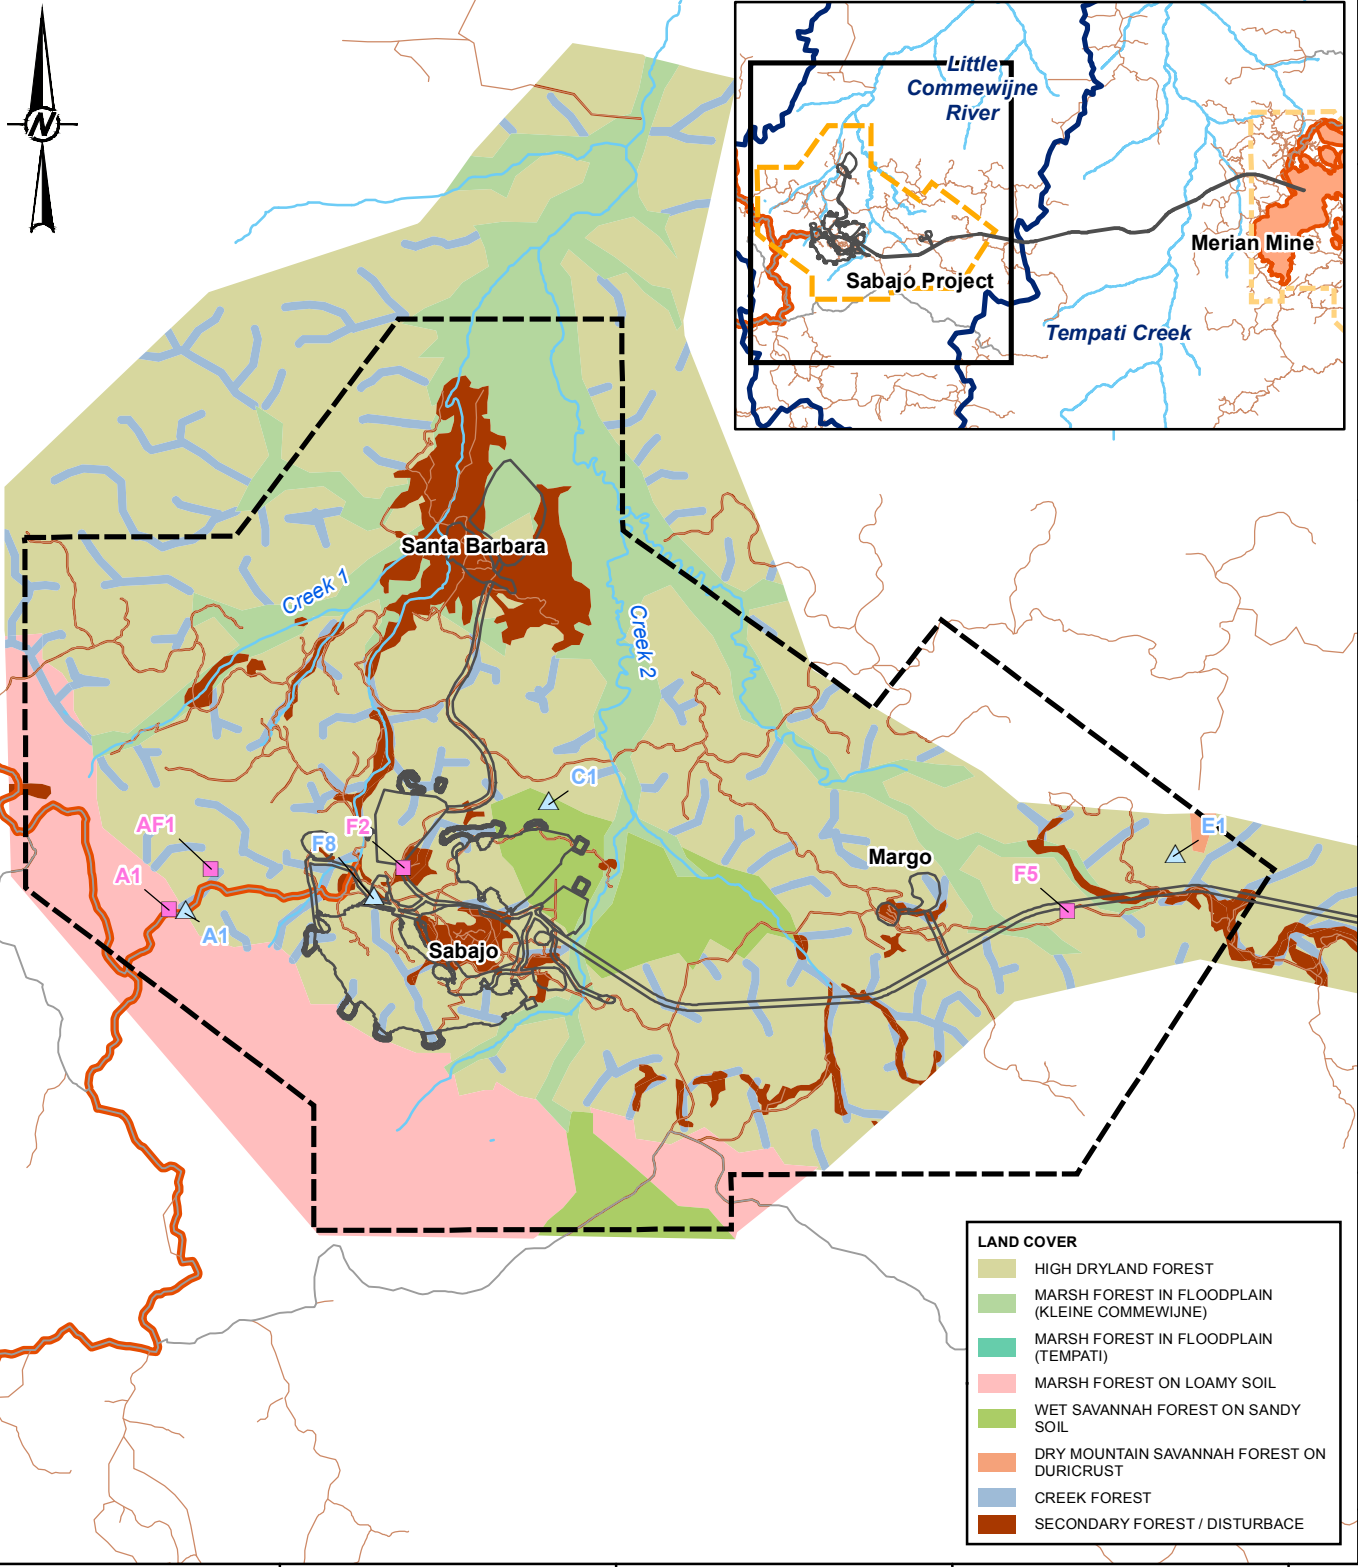 N
Little
Commewijne
River
Merian Mine
Sabajo Project
Tempati Creek
Santa Barbara
Creek 1
Creek 2
C1
AF1
F2
F8
E1
Margo
A1
F5
A1
Sabajo
LAND COVER
HIGH DRYLAND FOREST
MARSH FOREST IN FLOODPLAIN
(KLEINE COMMEWIJNE)
MARSH FOREST IN FLOODPLAIN
(TEMPATI)
MARSH FOREST ON LOAMY SOIL
WET SAVANNAH FOREST ON SANDY
SOIL
DRY MOUNTAIN SAVANNAH FOREST ON
DURICRUST
CREEK FOREST
SECONDARY FOREST / DISTURBACE